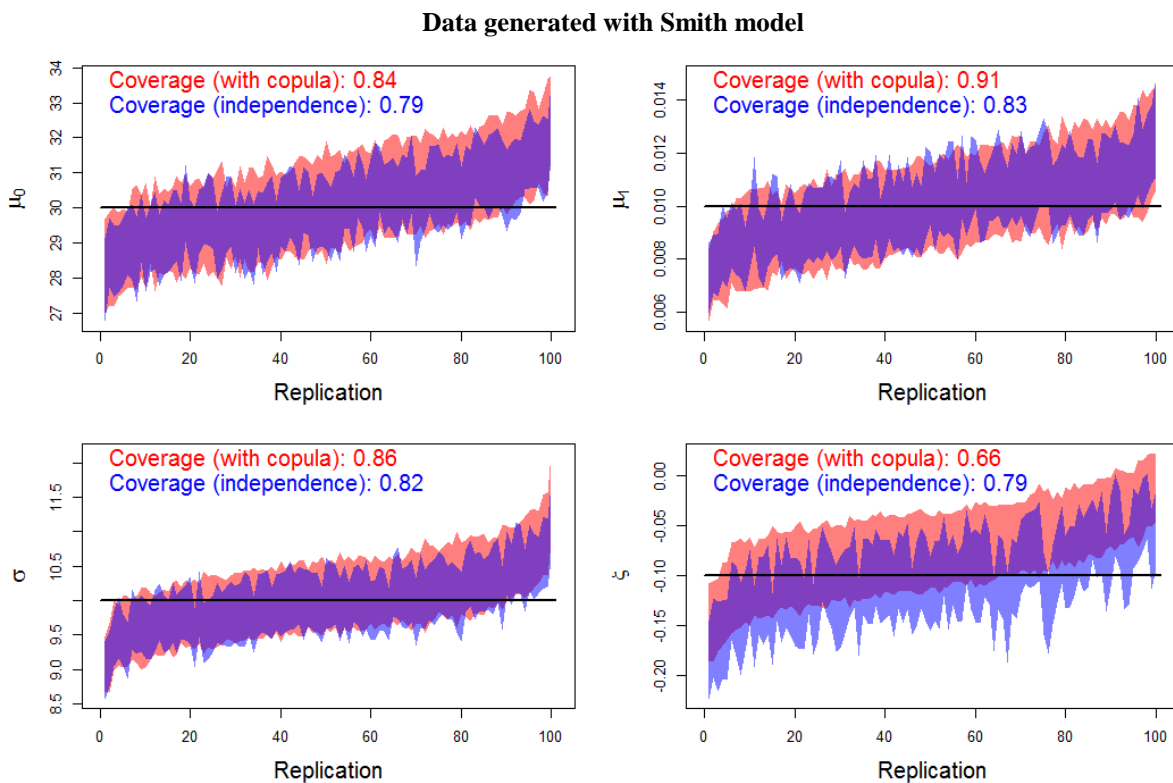 Data generated with Smith model
Coverage (with copula): 0.84
Coverage (independence): 0.79
μ0
34
33
32
31
30
29
28
27
0 20 40 60 80 100
Replication
Coverage (with copula): 0.91
Coverage (independence): 0.83
μ1
0.014
0.012
0.010
0.008
0.006
0 20 40 60 80 100
Replication
Coverage (with copula): 0.86
Coverage (independence): 0.82
σ
11.5
10.5
9.5
9.0
8.5
0 20 40 60 80 100
Replication
Coverage (with copula): 0.66
Coverage (independence): 0.79
ξ
0.00
-0.05
-0.10
-0.15
-0.20
0 20 40 60 80 100
Replication